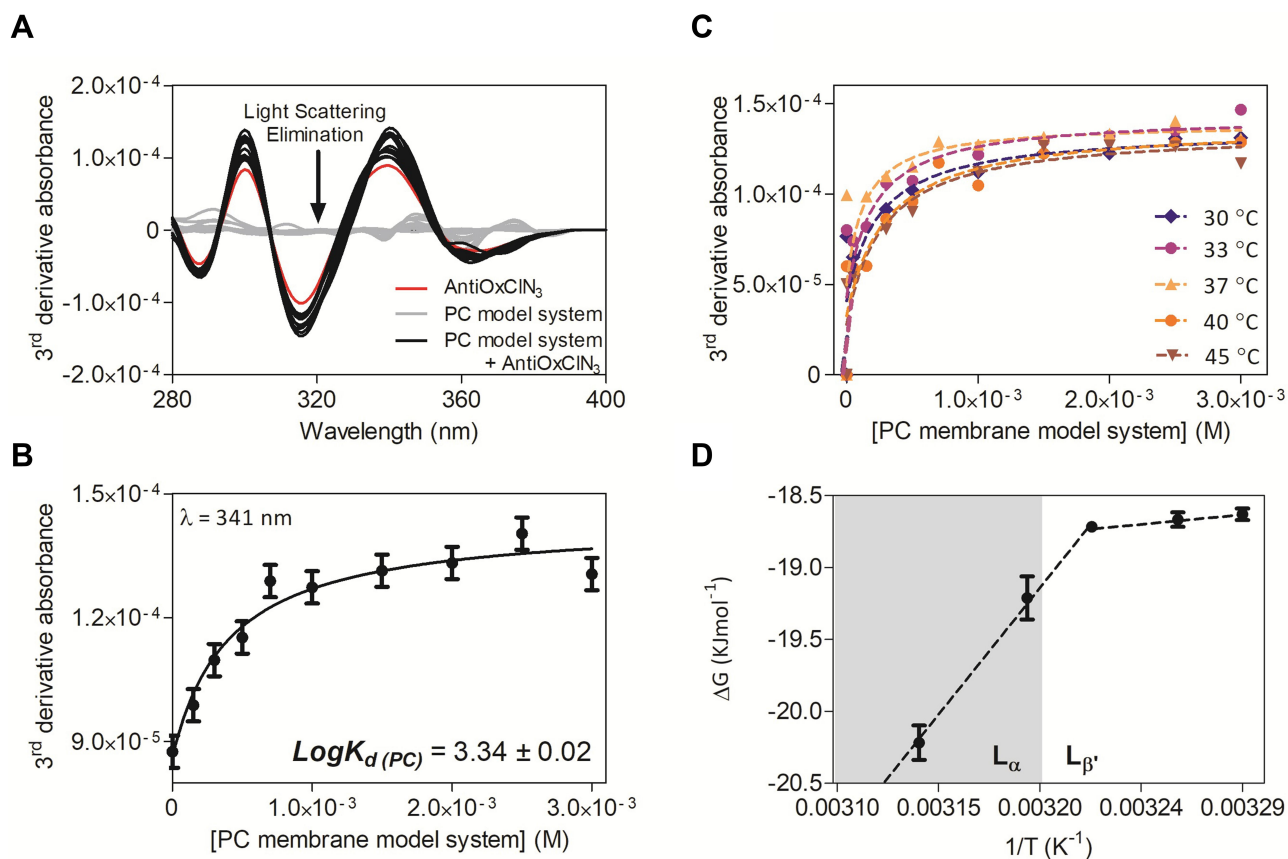 A
3rd derivative absorbance
2.0×10-4
1.0×10-4
0
-1.0×10-4
-2.0×10-4
Light Scattering
Elimination
AntiOxCIN3
PC model system
PC model system
+ AntiOxCIN3
280
320
360
400
Wavelength (nm)
B
3rd derivative absorbance
1.5×10-4
1.2×10-4
9.0×10-5
λ = 341 nm
LogKd (PC) = 3.34 ± 0.02
0
1.0×10-3
2.0×10-3
3.0×10-3
[PC membrane model system] (M)
C
3rd derivative absorbance
1.5×10-4
1.0×10-4
5.0×10-5
0
30 °C
33 °C
37 °C
40 °C
45 °C
0
1.0×10-3
2.0×10-3
3.0×10-3
[PC membrane model system] (M)
D
ΔG (KJmol-1)
-18.5
-19.0
-19.5
-20.0
-20.5
Lα
Lβ'
0.00310
0.00315
0.00320
0.00324
0.00329
1/T (K-1)